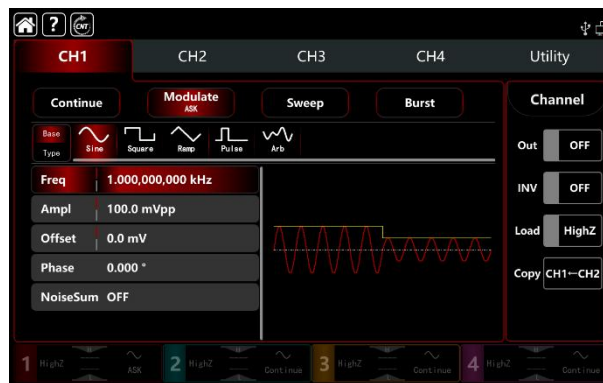 ? CNT
CH1 CH2 CH3 CH4 Utility
Continue Modulate Sweep Burst Channel
ASK
Base
Type Sine Square Ramp Pulse Arb
Out OFF
Freq 1.000,000,000 kHz
INV OFF
Ampl 100.0 mVpp
Load HighZ
Offset 0.0 mV
Phase 0.000 °
Copy CH1←CH2
NoiseSum OFF
1 HighZ ASK 2 HighZ Continue 3 HighZ Continue 4 HighZ Continue